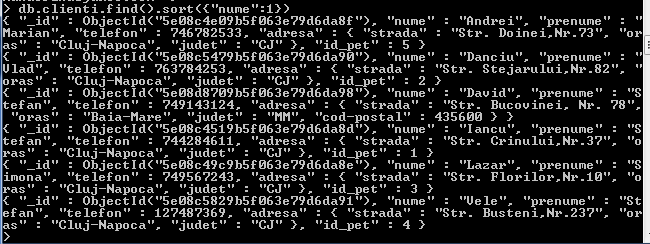 > db.clienti.find().sort({"nume":1})
{ "_id" : ObjectId("5e08c4e09b5f063e79d6da8f"), "nume" : "Andrei", "prenume" : "
Marian", "telefon" : 746782533, "adresa" : { "strada" : "Str. Doinei,Nr.73", "or
as" : "Cluj-Napoca", "judet" : "CJ" }, "id_pet" : 5 }
{ "_id" : ObjectId("5e08c5479b5f063e79d6da90"), "nume" : "Danciu", "prenume" : "
Vlad", "telefon" : 763784253, "adresa" : { "strada" : "Str. Stejarului,Nr.82", "
oras" : "Cluj-Napoca", "judet" : "CJ" }, "id_pet" : 2 }
{ "_id" : ObjectId("5e08d8709b5f063e79d6da98"), "nume" : "David", "prenume" : "S
tefan", "telefon" : 749143124, "adresa" : { "strada" : "Str. Bucovinei, Nr. 78",
 "oras" : "Baia-Mare", "judet" : "MM", "cod-postal" : 435600 } }
{ "_id" : ObjectId("5e08c4519b5f063e79d6da8d"), "nume" : "Iancu", "prenume" : "S
tefan", "telefon" : 744284611, "adresa" : { "strada" : "Str. Crinului,Nr.37", "o
ras" : "Cluj-Napoca", "judet" : "CJ" }, "id_pet" : 1 }
{ "_id" : ObjectId("5e08c49c9b5f063e79d6da8e"), "nume" : "Lazar", "prenume" : "S
imona", "telefon" : 749567243, "adresa" : { "strada" : "Str. Florilor,Nr.10", "o
ras" : "Cluj-Napoca", "judet" : "CJ" }, "id_pet" : 3 }
{ "_id" : ObjectId("5e08c5829b5f063e79d6da91"), "nume" : "Vele", "prenume" : "St
efan", "telefon" : 127487369, "adresa" : { "strada" : "Str. Busteni,Nr.237", "or
as" : "Cluj-Napoca", "judet" : "CJ" }, "id_pet" : 4 }
>